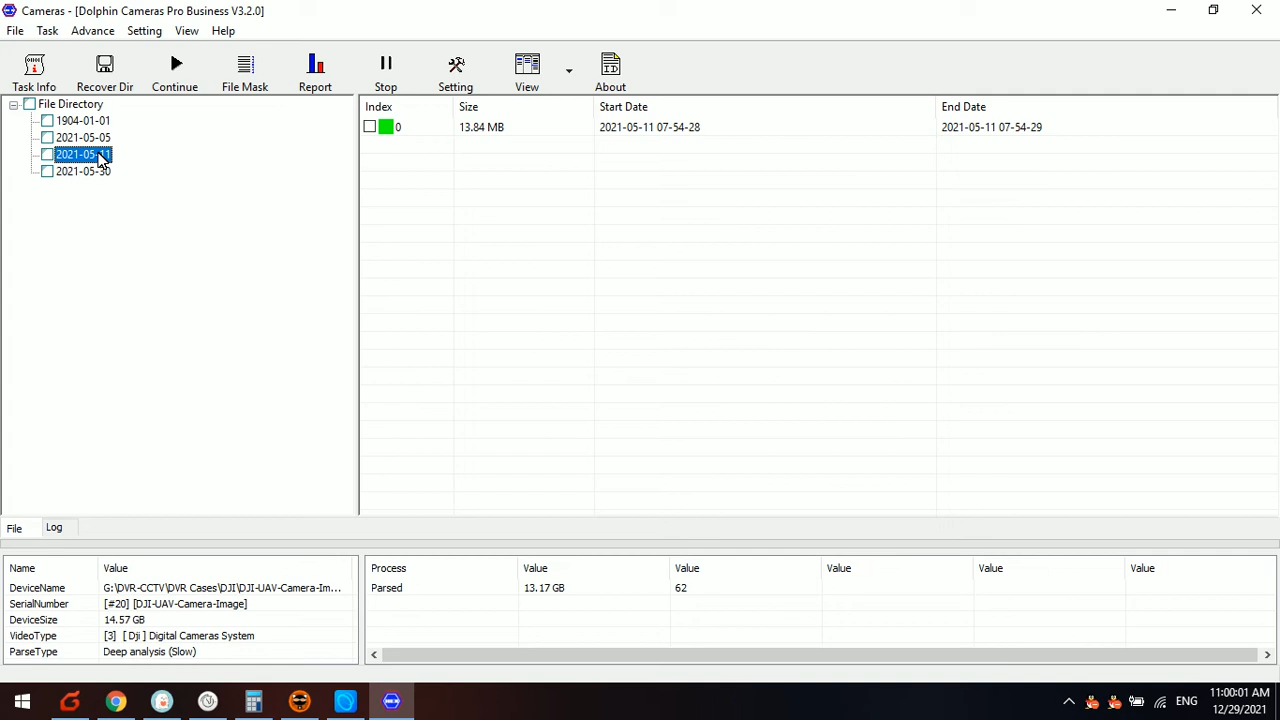 Cameras - [Dolphin Cameras Pro Business V3.2.0]
File Task Advance Setting View Help
Task Info Recover Dir Continue File Mask Report Stop Setting View About
File Directory
1904-01-01
2021-05-05
2021-05-11
2021-05-30
Index Size Start Date End Date
0 13.84 MB 2021-05-11 07-54-28 2021-05-11 07-54-29
File Log
Name Value
DeviceName G:\DVR-CCTV\DVR Cases\DJI\DJI-UAV-Camera-Im...
SerialNumber [#20] [DJI-UAV-Camera-Image]
DeviceSize 14.57 GB
VideoType [3] [ Dji ] Digital Cameras System
ParseType Deep analysis (Slow)
Process Value Value Value Value Value
Parsed 13.17 GB 62
ENG
11:00:01 AM
12/29/2021